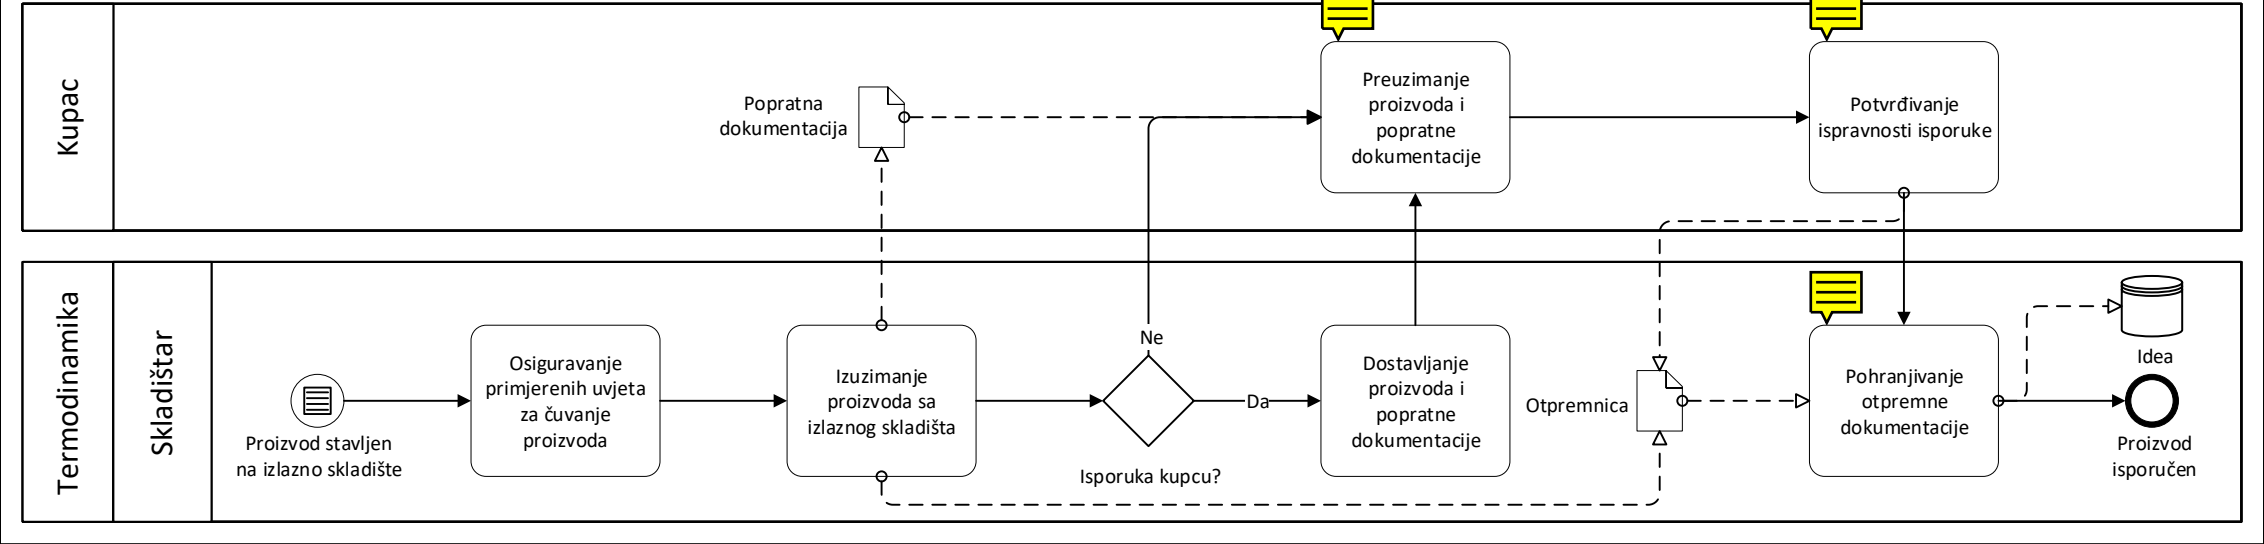 Kupac
Popratna
dokumentacija
Preuzimanje
proizvoda i
popratne
dokumentacije
Potvrđivanje
ispravnosti isporuke
Termodinamika
Skladištar
Proizvod stavljen
na izlazno skladište
Osiguravanje
primjerenih uvjeta
za čuvanje
proizvoda
Izuzimanje
proizvoda sa
izlaznog skladišta
Ne
Da
Isporuka kupcu?
Dostavljanje
proizvoda i
popratne
dokumentacije
Otpremnica
Pohranjivanje
otpremne
dokumentacije
Idea
Proizvod
isporučen